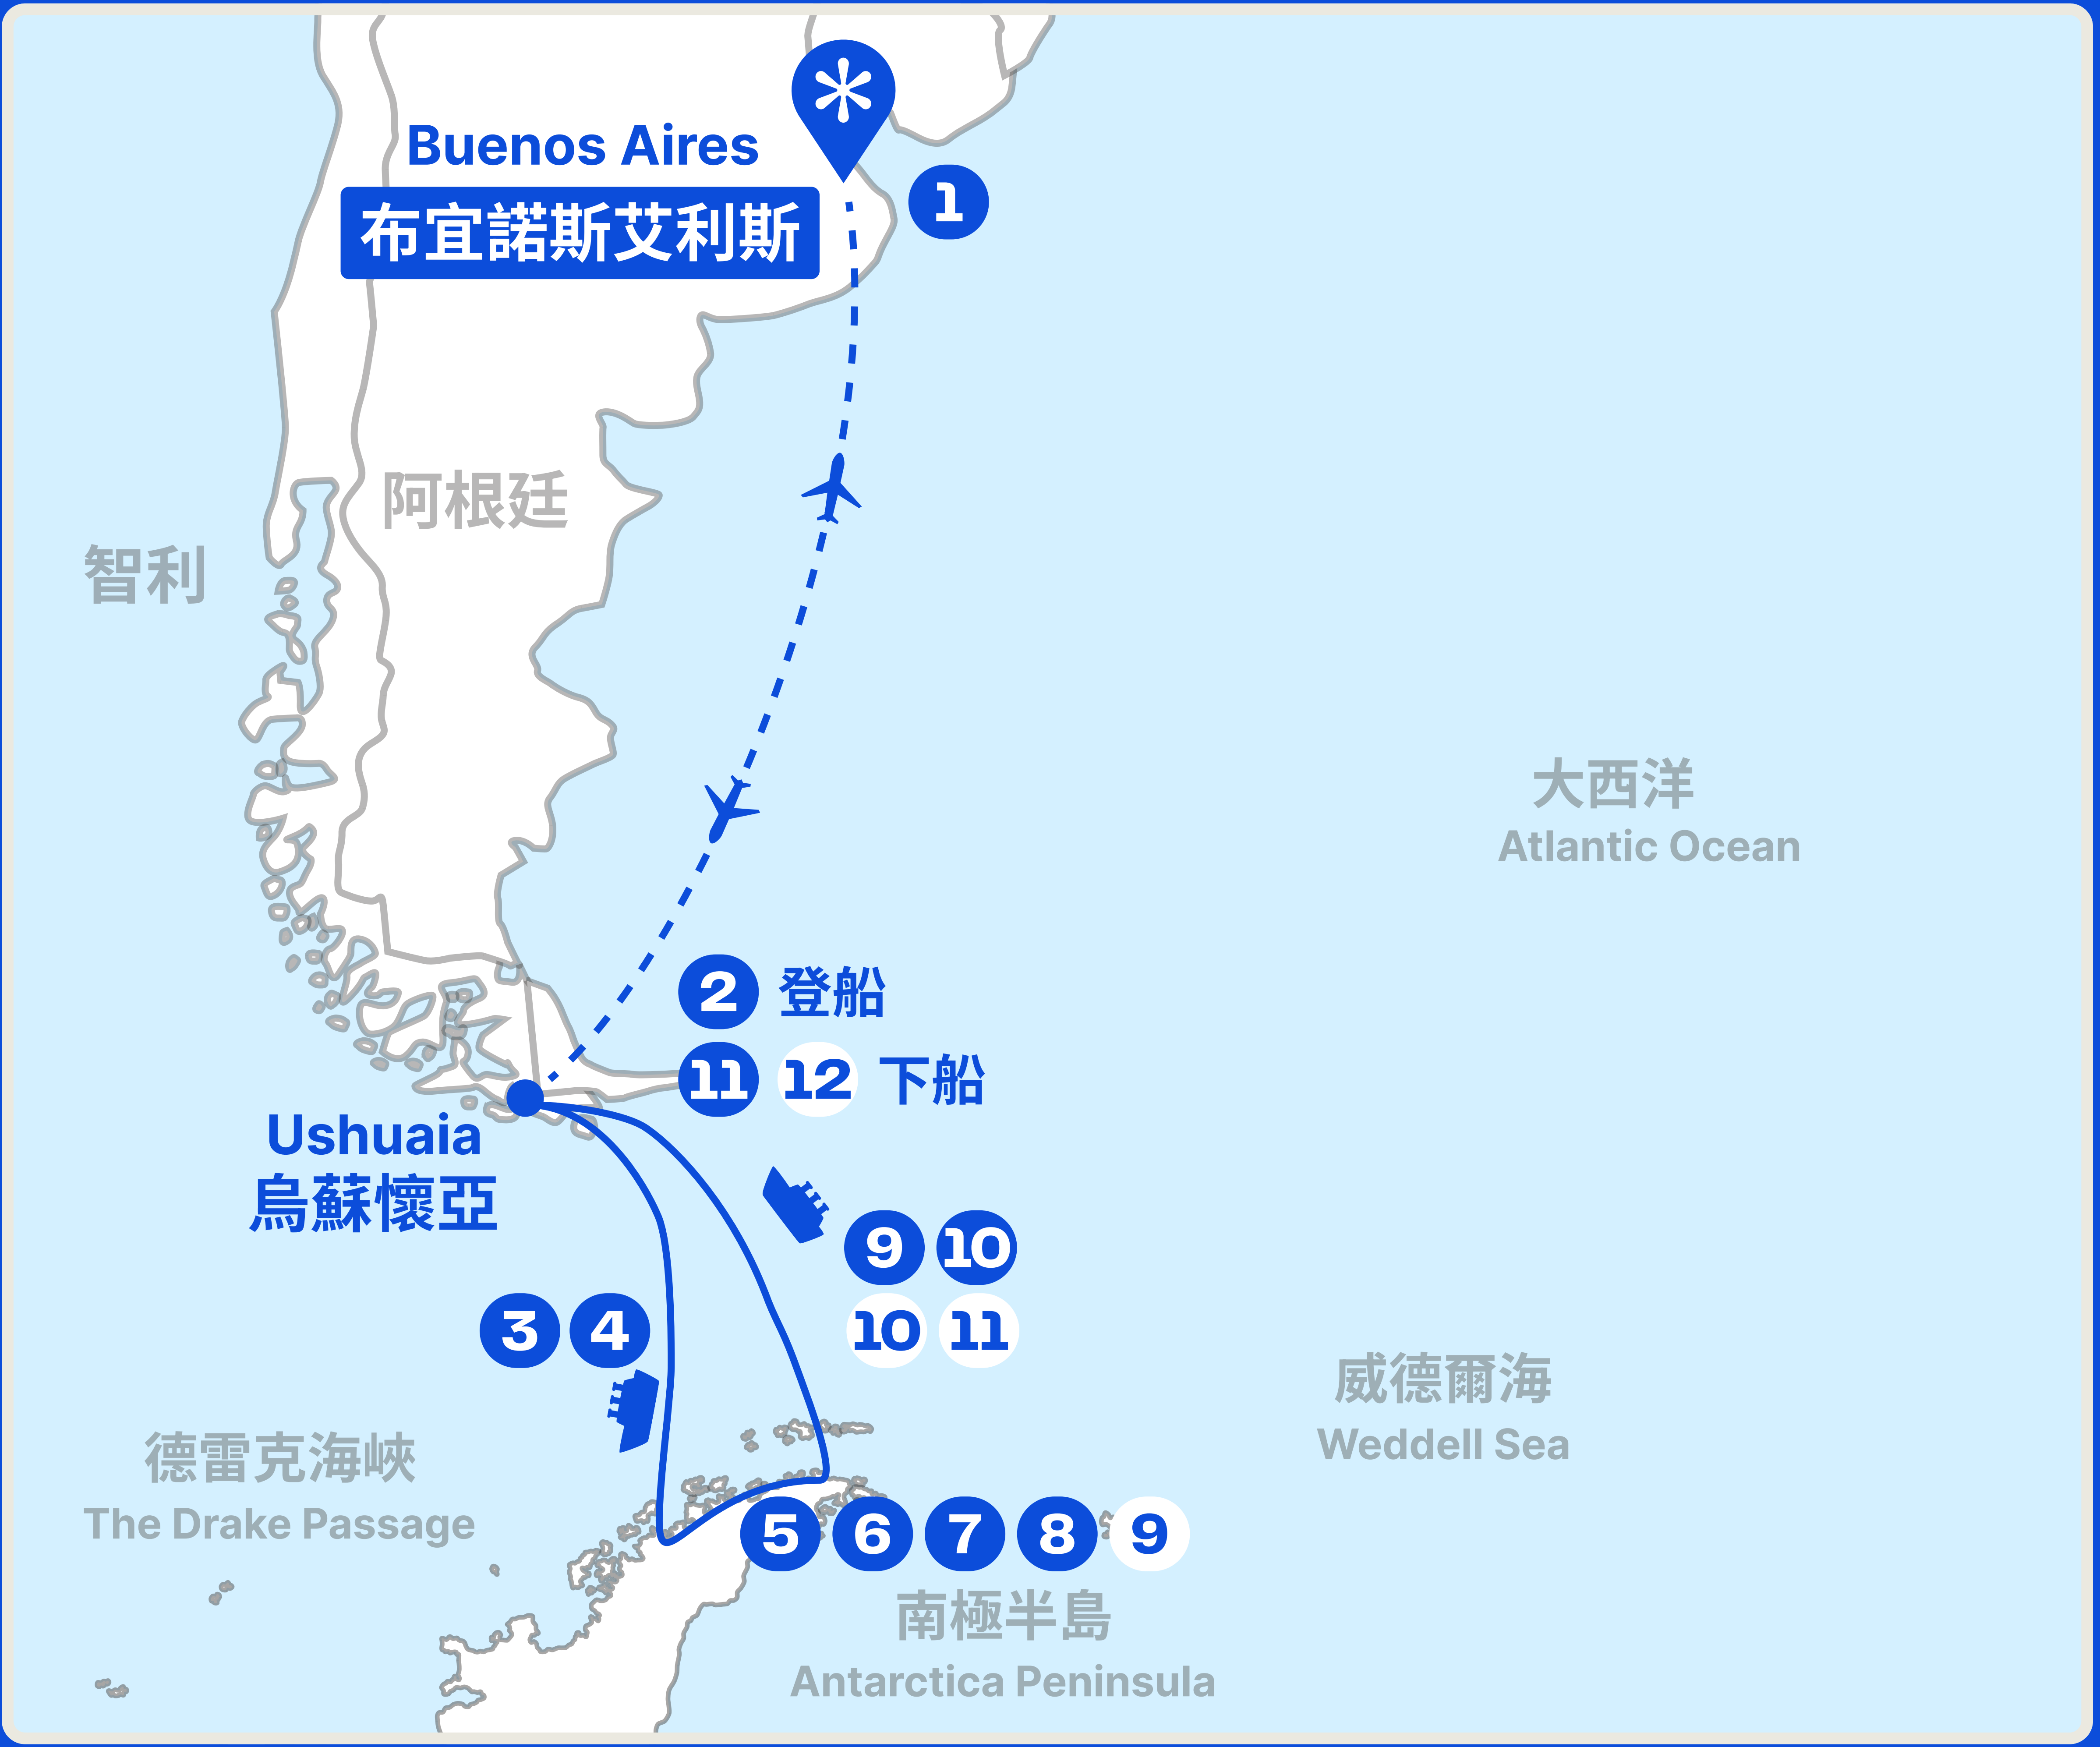 Buenos Aires
布宜諾斯艾利斯
1
阿根廷
智利
大西洋
Atlantic Ocean
2 登船
11 12 下船
Ushuaia
烏蘇懷亞
9 10
10 11
3 4
威德爾海
Weddell Sea
德雷克海峽
The Drake Passage
5 6 7 8 9
南極半島
Antarctica Peninsula